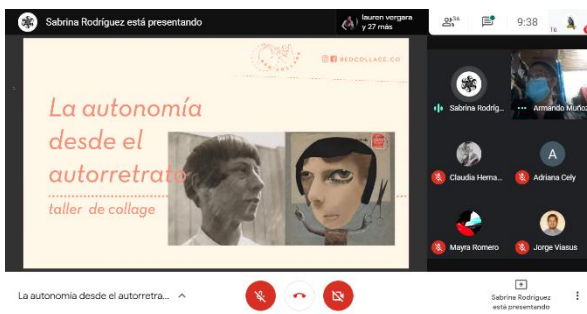 Sabrina Rodríguez está presentando
lauren vergara
y 27 más
36
9:38
16
REDCOLLAGE.CO
La autonomía
desde el
autorretrato
taller de collage
Sabrina Rodríg...
Armando Muñoz
Claudia Herna...
A
Adriana Cely
Mayra Romero
Jorge Viasus
La autonomía desde el autorretra...
Sabrina Rodríguez
está presentando